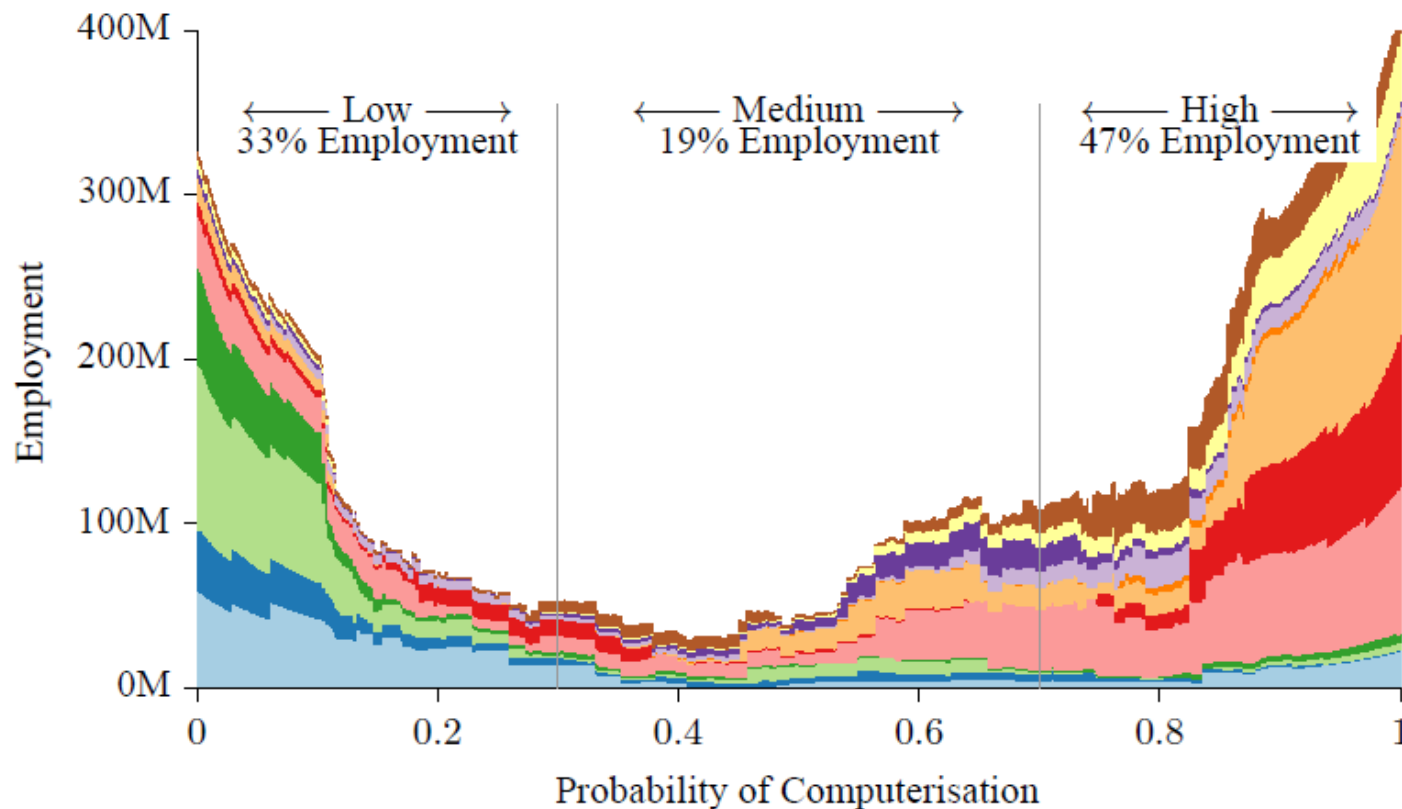 400M
← Low →
← Medium →
← High →
33% Employment
19% Employment
47% Employment
300M
200M
100M
0M
Employment
0
0.2
0.4
0.6
0.8
1
Probability of Computerisation